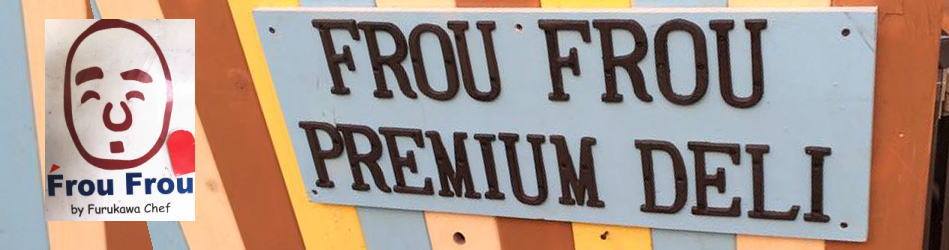 Frou Frou
by Furukawa Chef
FROU FROU
PREMIUM DELI